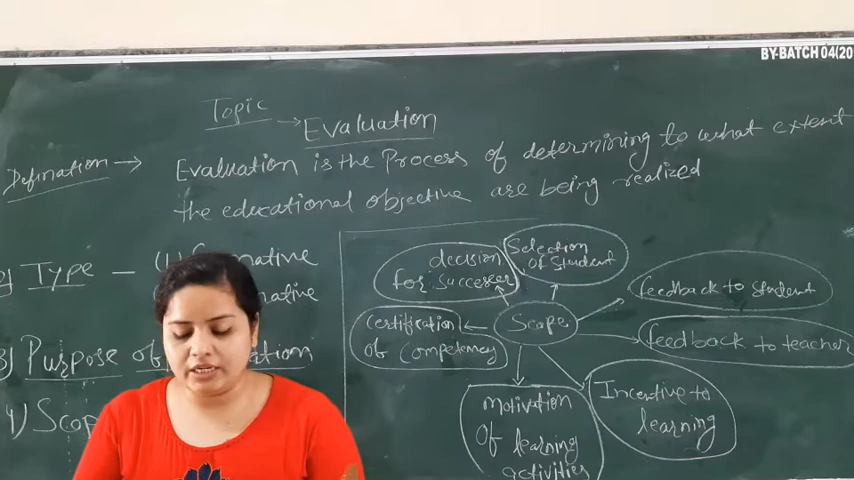 BY-BATCH 04(20
Topic
→ Evaluation
Defination → Evaluation is the Process of determining to what extent
the educational objective are being realized
Type - (1)
Purpose of
4) Scop
Scope
decision
for Succeser
Selection
of Student
feedback to student
feedback to teacher
Incentive to
learning
motivation
of learning
activities
certification
of competency